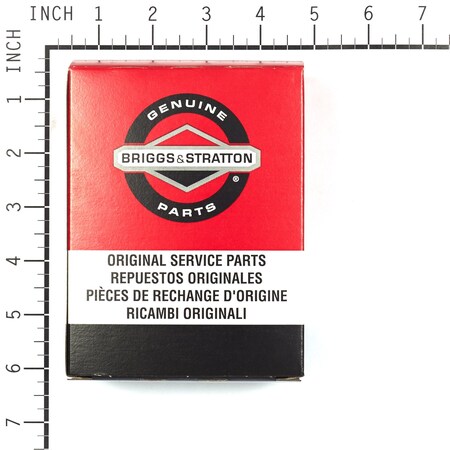 INCH 1 2 3 4 5 6 7
INCH
1
2
3
4
5
6
7
GENUINE
BRIGGS&STRATTON
®
PARTS
ORIGINAL SERVICE PARTS
REPUESTOS ORIGINALES
PIÈCES DE RECHANGE D'ORIGINE
RICAMBI ORIGINALI